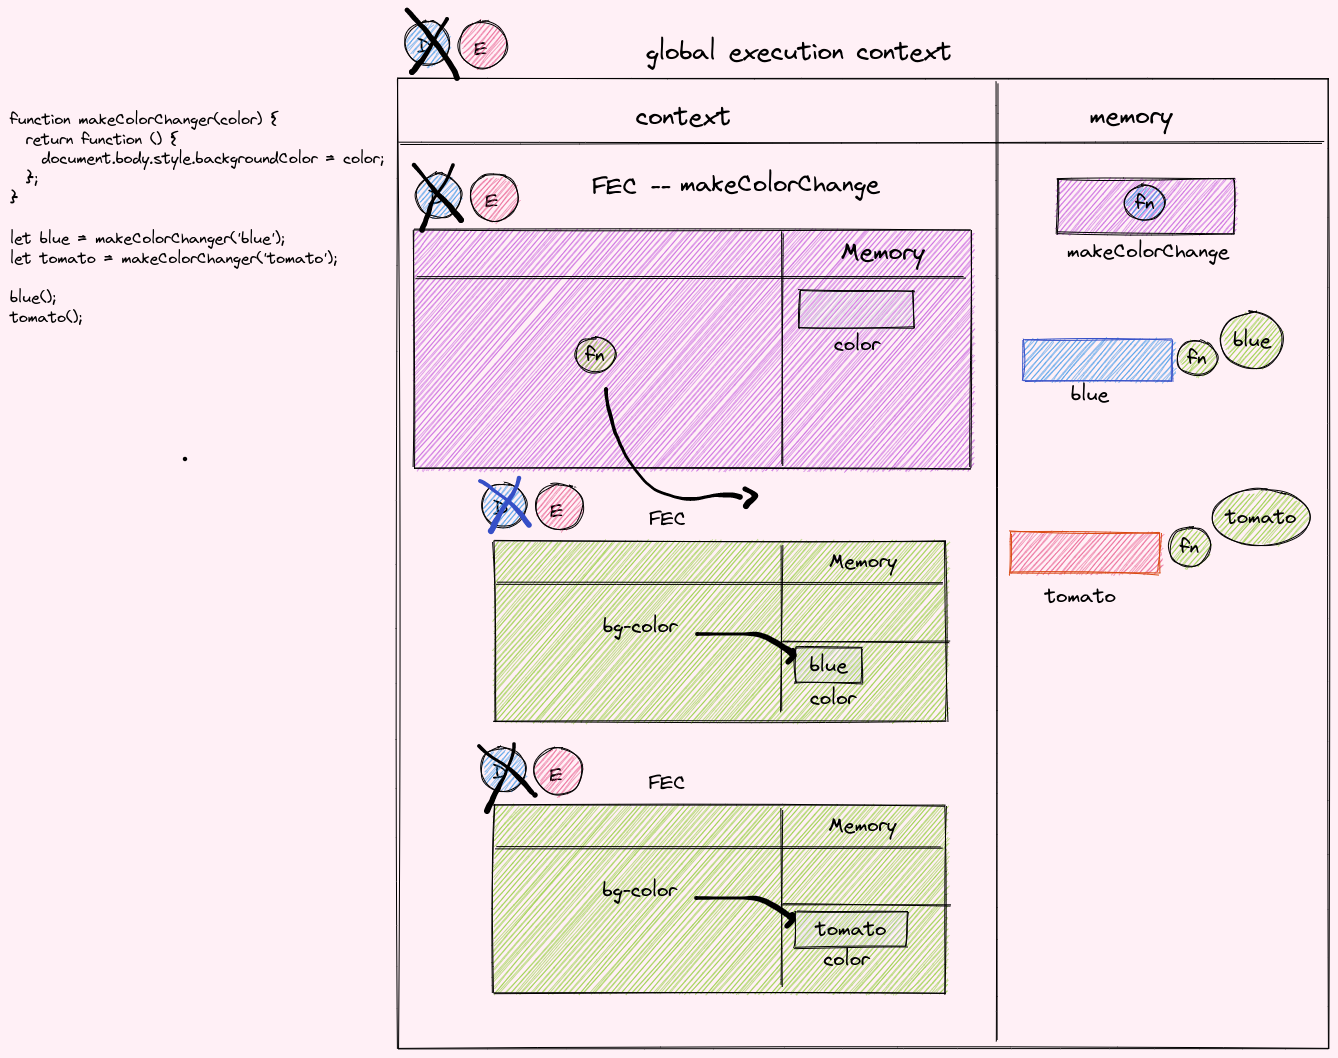 D E
global execution context
context
memory
function makeColorChanger(color) {
return function () {
document.body.style.backgroundColor = color;
};
}
let blue = makeColorChanger('blue');
let tomato = makeColorChanger('tomato');
blue();
tomato();
D E
FEC -- makeColorChange
Memory
color
fn
D E
FEC
Memory
bg-color
blue
color
D E
FEC
Memory
bg-color
tomato
color
fn
makeColorChange
fn
blue
blue
fn
tomato
tomato